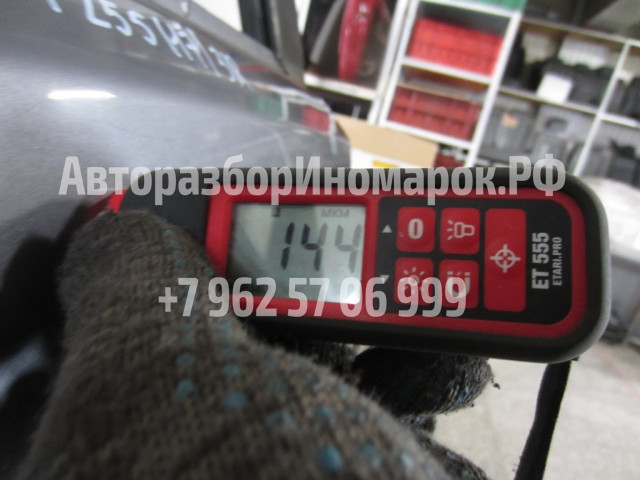 АвторазборИномарок.РФ
МКМ
144
0
ET 555
ETARI.PRO
+7 962 57 06 999